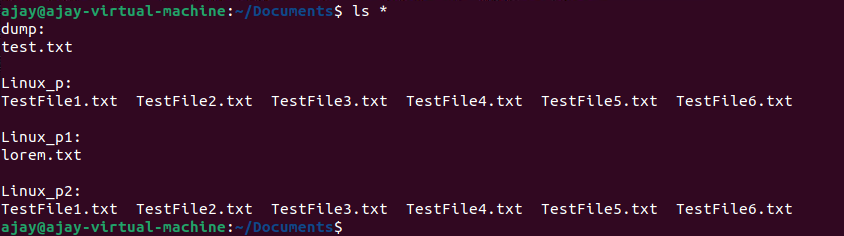 ajay@ajay-virtual-machine:~/Documents$ ls *
dump:
test.txt
Linux_p:
TestFile1.txt  TestFile2.txt  TestFile3.txt  TestFile4.txt  TestFile5.txt  TestFile6.txt
Linux_p1:
lorem.txt
Linux_p2:
TestFile1.txt  TestFile2.txt  TestFile3.txt  TestFile4.txt  TestFile5.txt  TestFile6.txt
ajay@ajay-virtual-machine:~/Documents$